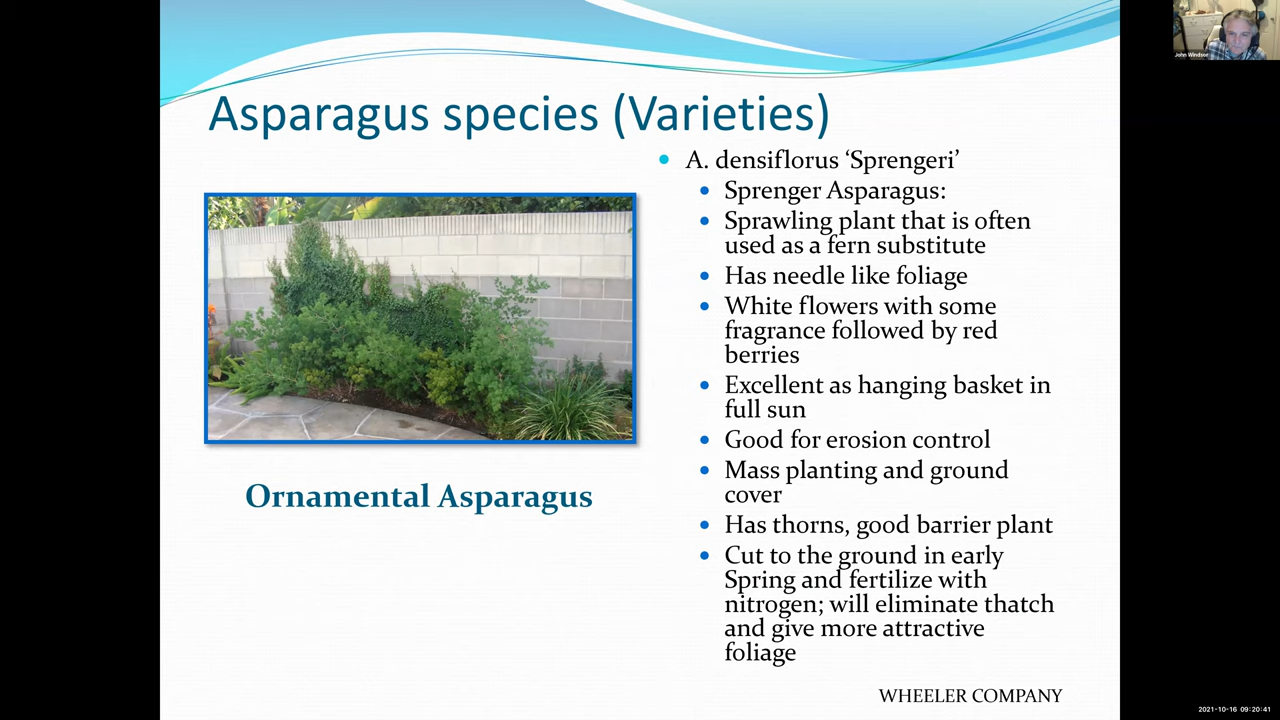 John Windsor
Asparagus species (Varieties)
A. densiflorus ‘Sprengeri’
Sprenger Asparagus:
Sprawling plant that is often
used as a fern substitute
Has needle like foliage
White flowers with some
fragrance followed by red
berries
Excellent as hanging basket in
full sun
Good for erosion control
Mass planting and ground
cover
Has thorns, good barrier plant
Cut to the ground in early
Spring and fertilize with
nitrogen; will eliminate thatch
and give more attractive
foliage
Ornamental Asparagus
WHEELER COMPANY
2021-10-16 09:20:41